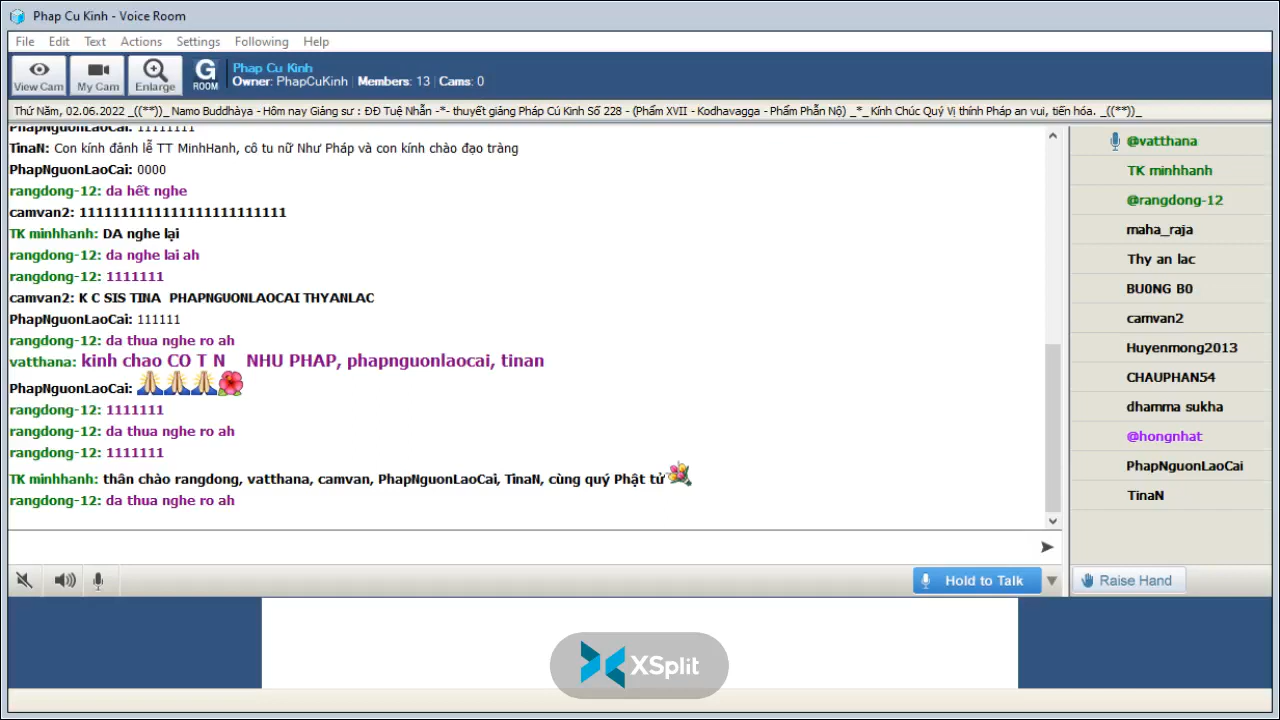 Phap Cu Kinh - Voice Room
File Edit Text Actions Settings Following Help
View Cam My Cam Enlarge G ROOM
Phap Cu Kinh
Owner: PhapCuKinh | Members: 13 | Cams: 0
Thứ Năm, 02.06.2022 _((**))_ Namo Buddhàya - Hôm nay Giảng sư : ĐĐ Tuệ Nhẫn -*- thuyết giảng Pháp Cú Kinh Số 228 - (Phẩm XVII - Kodhavagga - Phẩm Phẫn Nộ) _*_ Kính Chúc Quý Vị thính Pháp an vui, tiến hóa. _((**))_
PhapNguonLaoCai: 11111111
TinaN: Con kính đảnh lễ TT MinhHanh, cô tu nữ Như Pháp và con kính chào đạo tràng
PhapNguonLaoCai: 0000
rangdong-12: da hết nghe
camvan2: 1111111111111111111111111
TK minhhanh: DA nghe lại
rangdong-12: da nghe lai ah
rangdong-12: 1111111
camvan2: K C SIS TINA PHAPNGUONLAOCAI THYANLAC
PhapNguonLaoCai: 111111
rangdong-12: da thua nghe ro ah
vatthana: kinh chao CO T N NHU PHAP, phapnguonlaocai, tinan
PhapNguonLaoCai:
rangdong-12: 1111111
rangdong-12: da thua nghe ro ah
rangdong-12: 1111111
TK minhhanh: thân chào rangdong, vatthana, camvan, PhapNguonLaoCai, TinaN, cùng quý Phật tử
rangdong-12: da thua nghe ro ah
@vatthana
TK minhhanh
@rangdong-12
maha_raja
Thy an lac
BU0NG B0
camvan2
Huyenmong2013
CHAUPHAN54
dhamma sukha
@hongnhat
PhapNguonLaoCai
TinaN
Hold to Talk
Raise Hand
XSplit